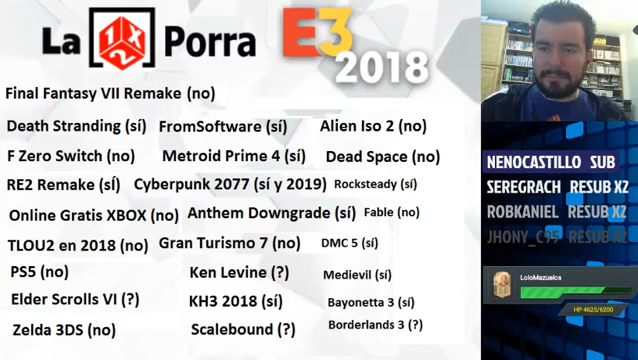 La 1X2 Porra E3 2018
Final Fantasy VII Remake (no)
Death Stranding (sí) FromSoftware (sí) Alien Iso 2 (no)
F Zero Switch (no) Metroid Prime 4 (sí) Dead Space (no)
RE2 Remake (sÍ) Cyberpunk 2077 (sí y 2019) Rocksteady (sí)
Online Gratis XBOX (no) Anthem Downgrade (sí) Fable (no)
TLOU2 en 2018 (no) Gran Turismo 7 (no) DMC 5 (sí)
PS5 (no) Ken Levine (?) Medievil (sí)
Elder Scrolls VI (?) KH3 2018 (sí) Bayonetta 3 (sí)
Zelda 3DS (no) Scalebound (?) Borderlands 3 (?)
NENOCASTILLO SUB
SEREGRACH RESUB X2
ROBKANIEL RESUB X2
JHONY_C95 RESUB X2
LoloMazuelos
HP 4625/6200